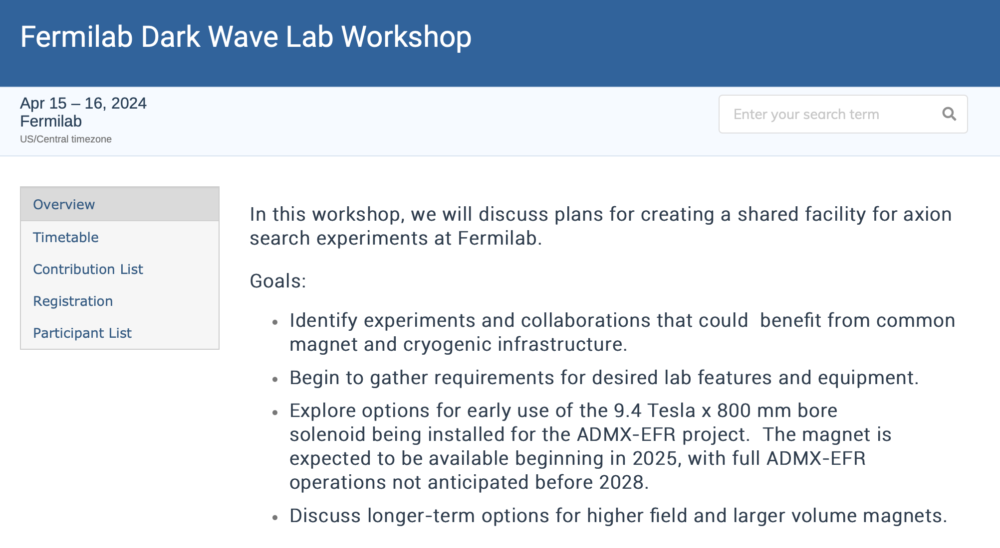 Fermilab Dark Wave Lab Workshop
Apr 15 – 16, 2024
Fermilab
US/Central timezone
Enter your search term
Overview
Timetable
Contribution List
Registration
Participant List
In this workshop, we will discuss plans for creating a shared facility for axion
search experiments at Fermilab.
Goals:
• Identify experiments and collaborations that could  benefit from common
magnet and cryogenic infrastructure.
• Begin to gather requirements for desired lab features and equipment.
• Explore options for early use of the 9.4 Tesla x 800 mm bore
solenoid being installed for the ADMX-EFR project.  The magnet is
expected to be available beginning in 2025, with full ADMX-EFR
operations not anticipated before 2028.
• Discuss longer-term options for higher field and larger volume magnets.